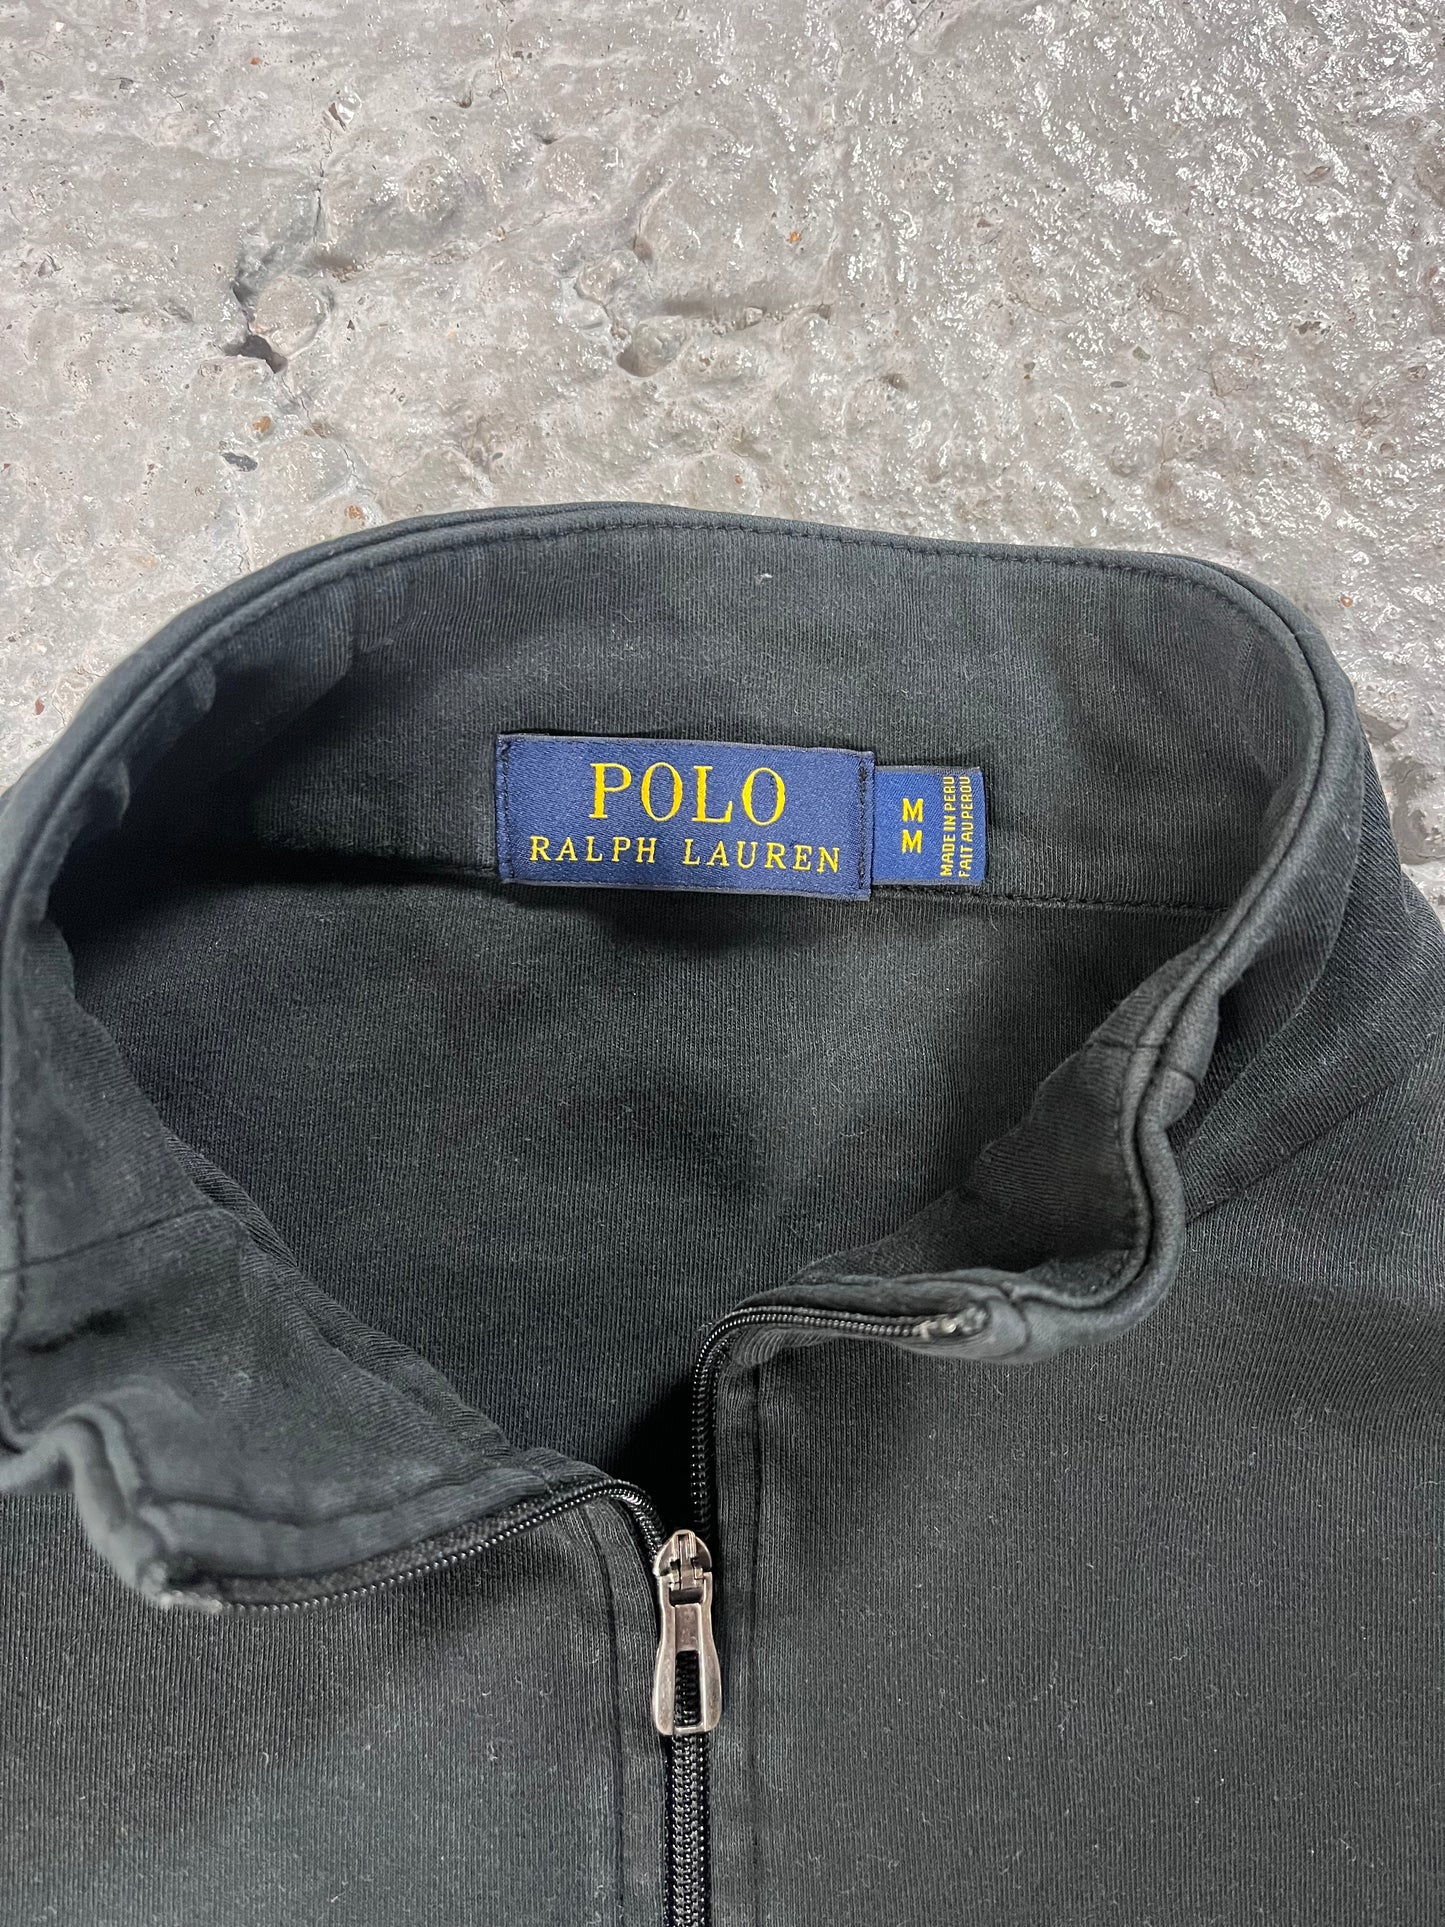 POLO
RALPH LAUREN
M
M
MADE IN PERU
FAIT AU PEROU